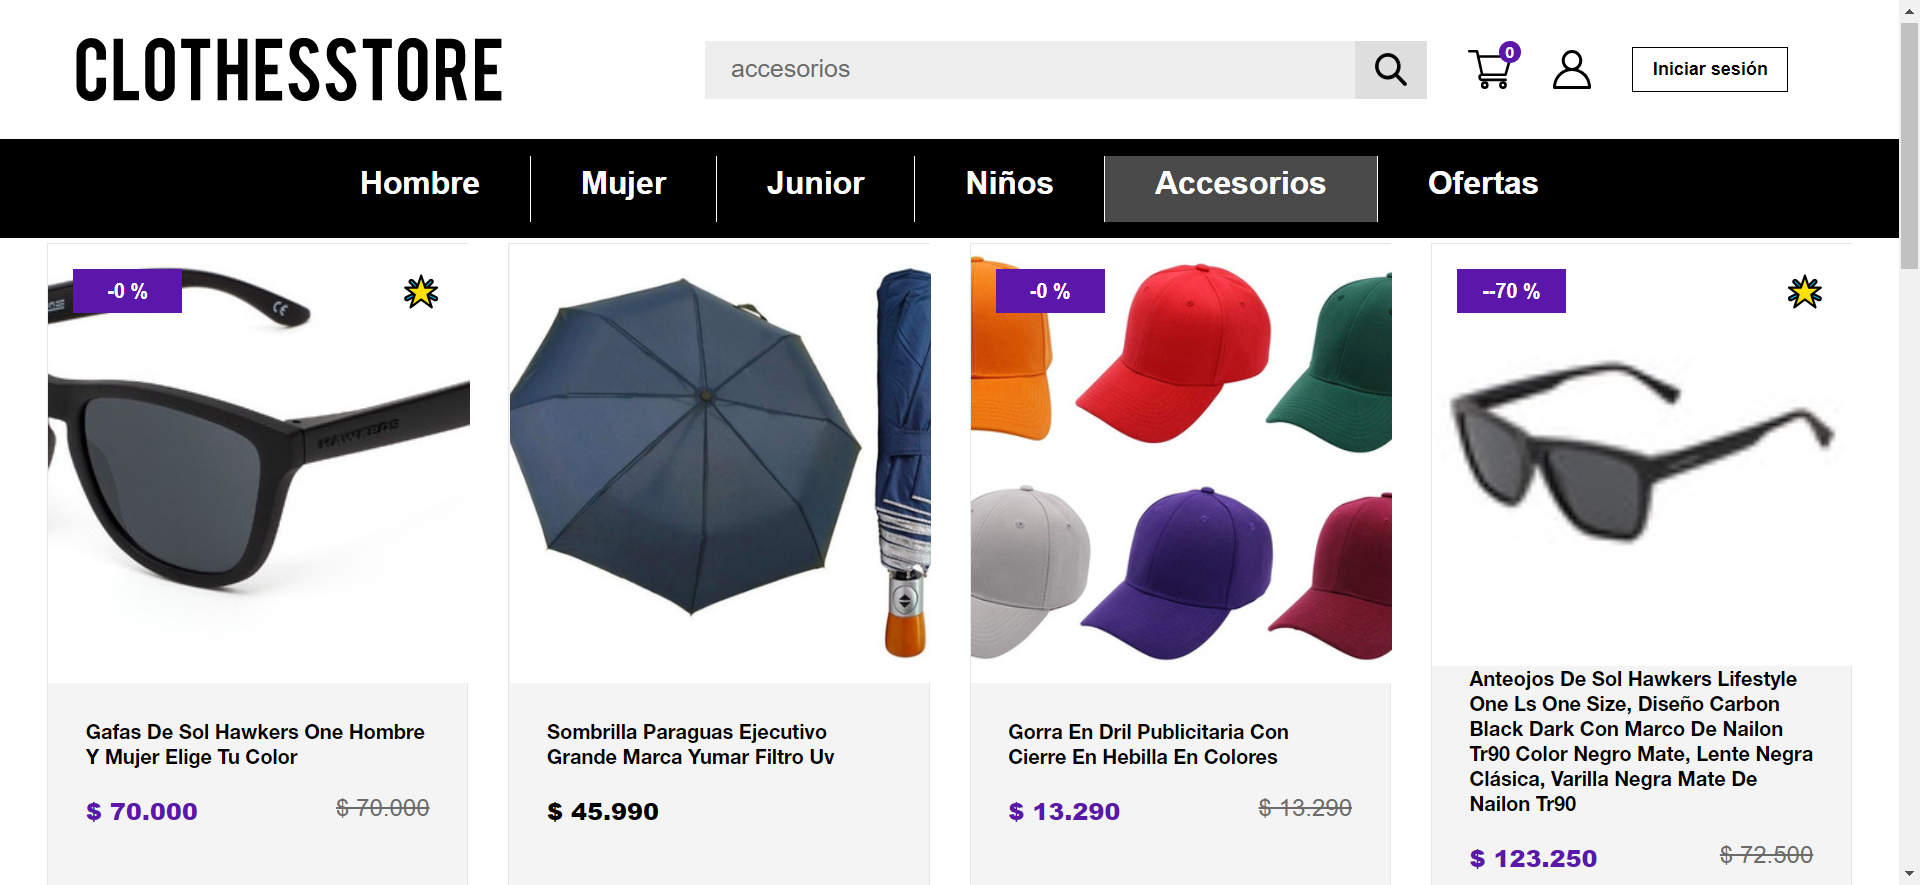 CLOTHESSTORE
accesorios
0
Iniciar sesión
Hombre
Mujer
Junior
Niños
Accesorios
Ofertas
-0 %
CE
HAWKERS
Gafas De Sol Hawkers One Hombre
Y Mujer Elige Tu Color
$ 70.000
$ 70.000
Sombrilla Paraguas Ejecutivo
Grande Marca Yumar Filtro Uv
$ 45.990
-0 %
Gorra En Dril Publicitaria Con
Cierre En Hebilla En Colores
$ 13.290
$ 13.290
--70 %
Anteojos De Sol Hawkers Lifestyle
One Ls One Size, Diseño Carbon
Black Dark Con Marco De Nailon
Tr90 Color Negro Mate, Lente Negra
Clásica, Varilla Negra Mate De
Nailon Tr90
$ 123.250
$ 72.500